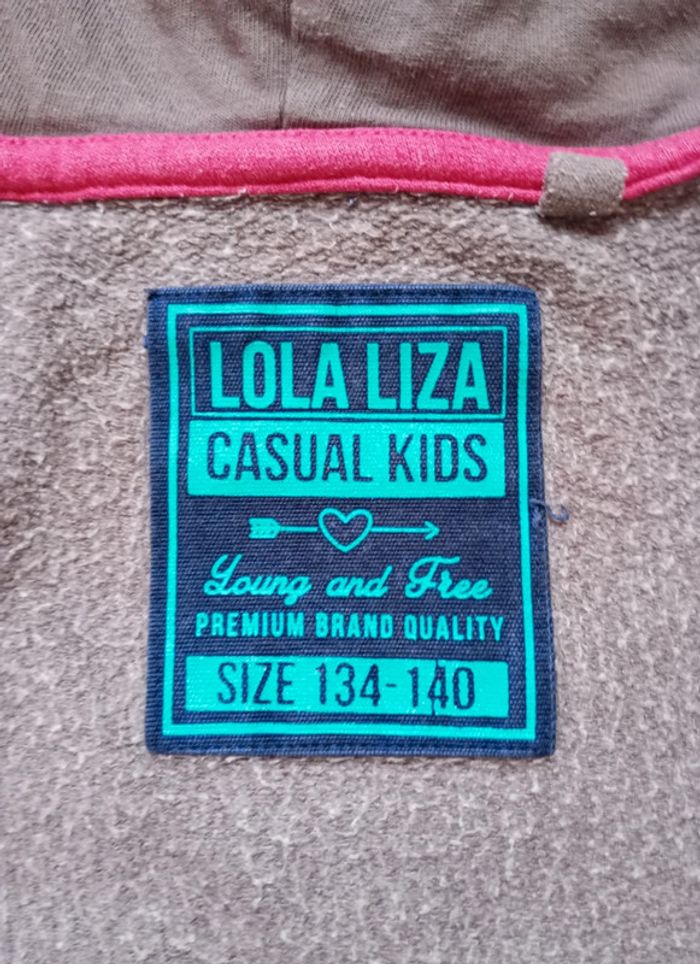 LOLA LIZA
CASUAL KIDS
Young and Free
PREMIUM BRAND QUALITY
SIZE 134-140